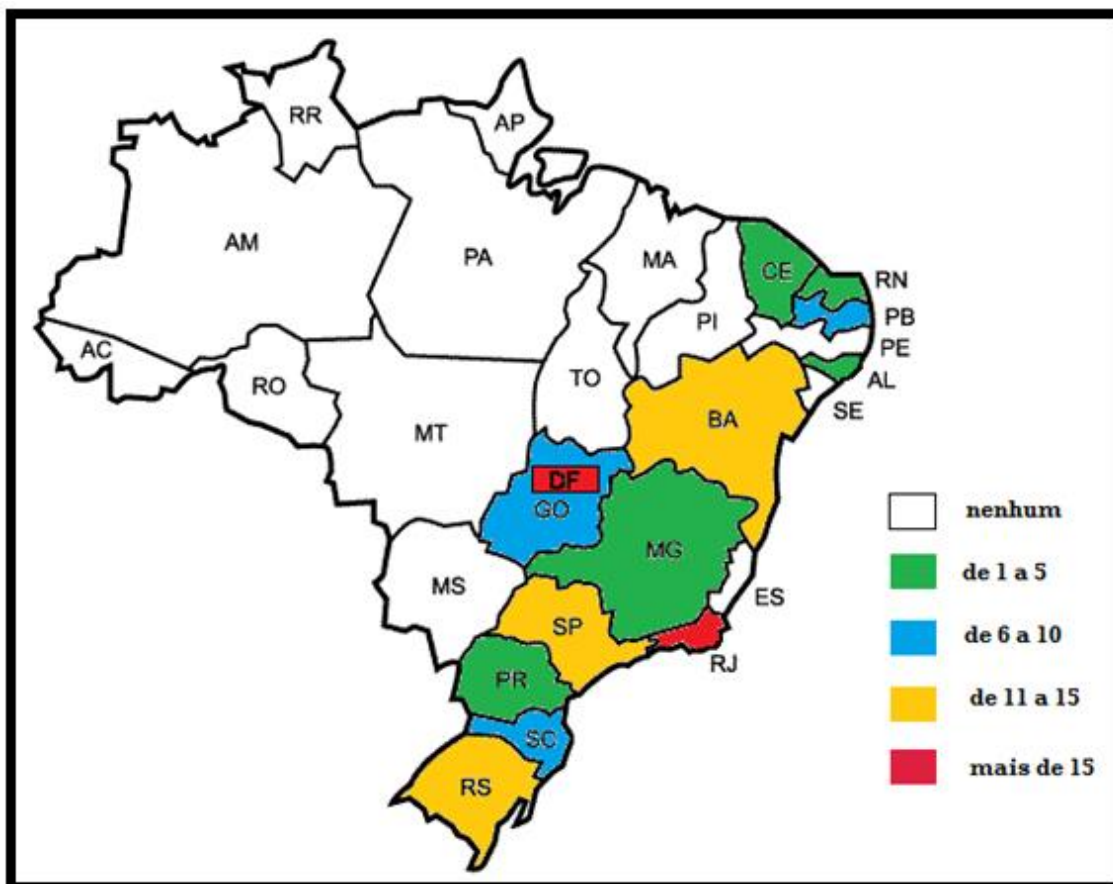 RR
AP
AM
PA
MA
CE
RN
PI
PB
PE
AC
TO
AL
RO
SE
MT
BA
DF
GO
nenhum
MG
de 1 a 5
MS
ES
SP
de 6 a 10
RJ
PR
de 11 a 15
SC
mais de 15
RS